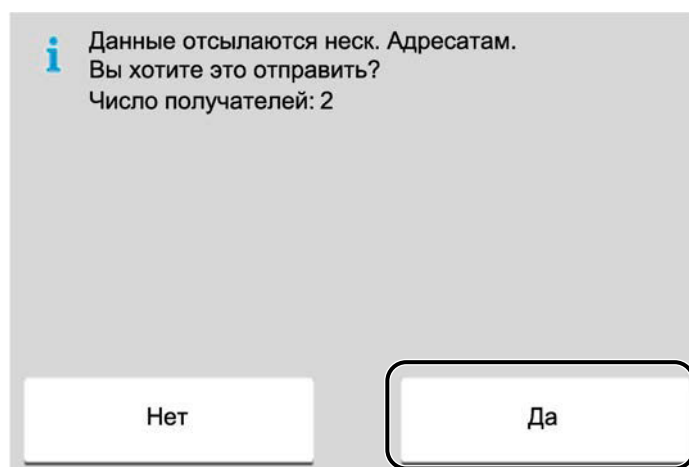 Данные отсылаются неск. Адресатам.
Вы хотите это отправить?
Число получателей: 2
Нет
Да